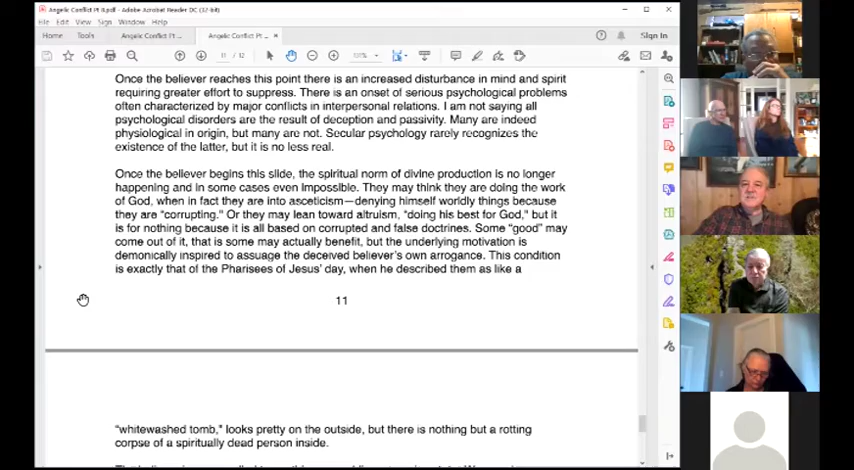 Angelic Conflict Pt 8.pdf - Adobe Acrobat Reader DC (32-bit)
File Edit View Sign Window Help
Home Tools Angelic Conflict Pt ... Angelic Conflict Pt ... × Sign In
11 / 12
Once the believer reaches this point there is an increased disturbance in mind and spirit
requiring greater effort to suppress. There is an onset of serious psychological problems
often characterized by major conflicts in interpersonal relations. I am not saying all
psychological disorders are the result of deception and passivity. Many are indeed
physiological in origin, but many are not. Secular psychology rarely recognizes the
existence of the latter, but it is no less real.
Once the believer begins this slide, the spiritual norm of divine production is no longer
happening and in some cases even impossible. They may think they are doing the work
of God, when in fact they are into asceticism—denying himself worldly things because
they are “corrupting.” Or they may lean toward altruism, “doing his best for God,” but it
is for nothing because it is all based on corrupted and false doctrines. Some “good” may
come out of it, that is some may actually benefit, but the underlying motivation is
demonically inspired to assuage the deceived believer’s own arrogance. This condition
is exactly that of the Pharisees of Jesus’ day, when he described them as like a
11
“whitewashed tomb,” looks pretty on the outside, but there is nothing but a rotting
corpse of a spiritually dead person inside.